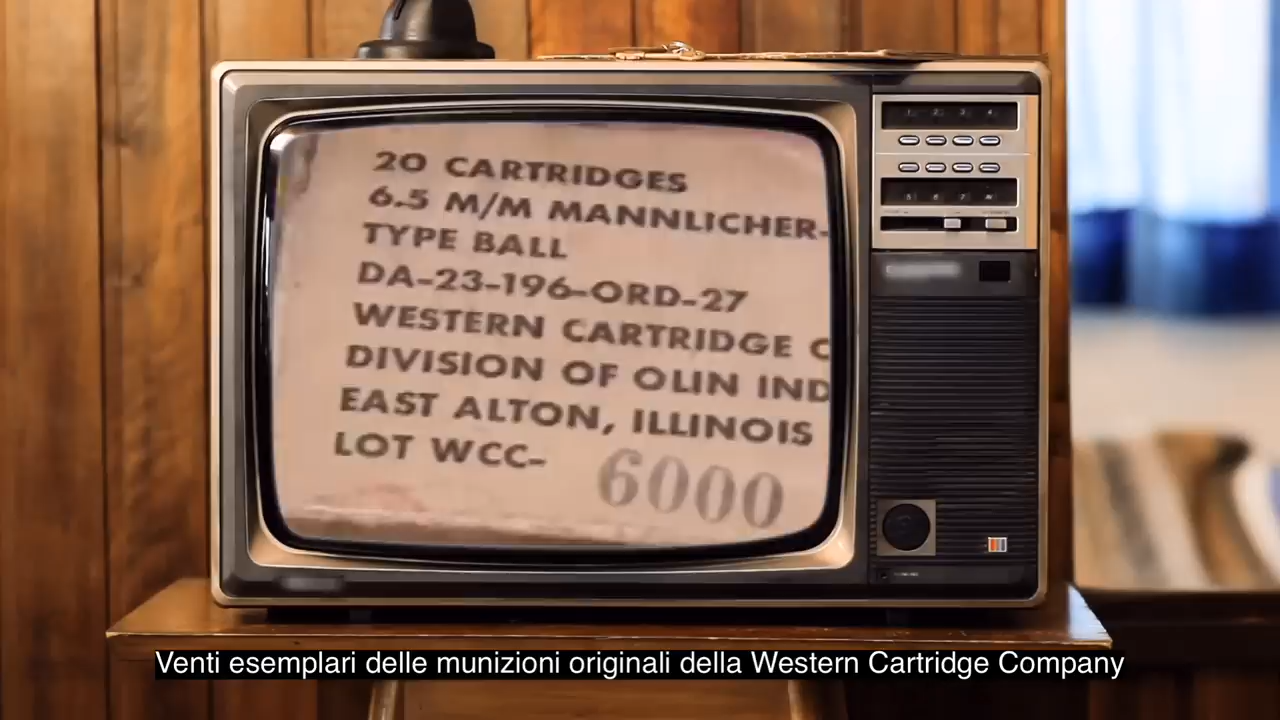 20 CARTRIDGES
6.5 M/M MANNLICHER-
TYPE BALL
DA-23-196-ORD-27
WESTERN CARTRIDGE C
DIVISION OF OLIN IND
EAST ALTON, ILLINOIS
LOT WCC- 6000
Venti esemplari delle munizioni originali della Western Cartridge Company